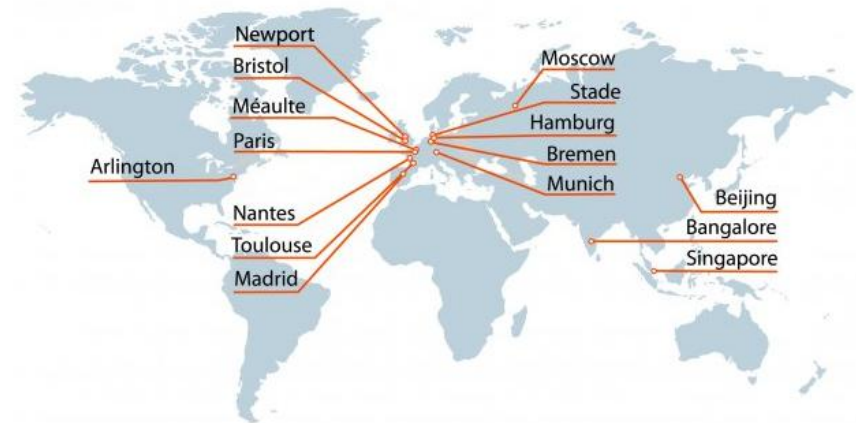 Newport
Bristol
Méaulte
Paris
Arlington
Nantes
Toulouse
Madrid
Moscow
Stade
Hamburg
Bremen
Munich
Beijing
Bangalore
Singapore